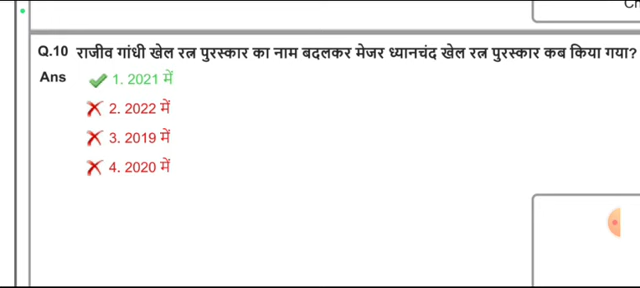 Q.10 राजीव गांधी खेल रत्न पुरस्कार का नाम बदलकर मेजर ध्यानचंद खेल रत्न पुरस्कार कब किया गया?
Ans 1. 2021 में
2. 2022 में
3. 2019 में
4. 2020 में